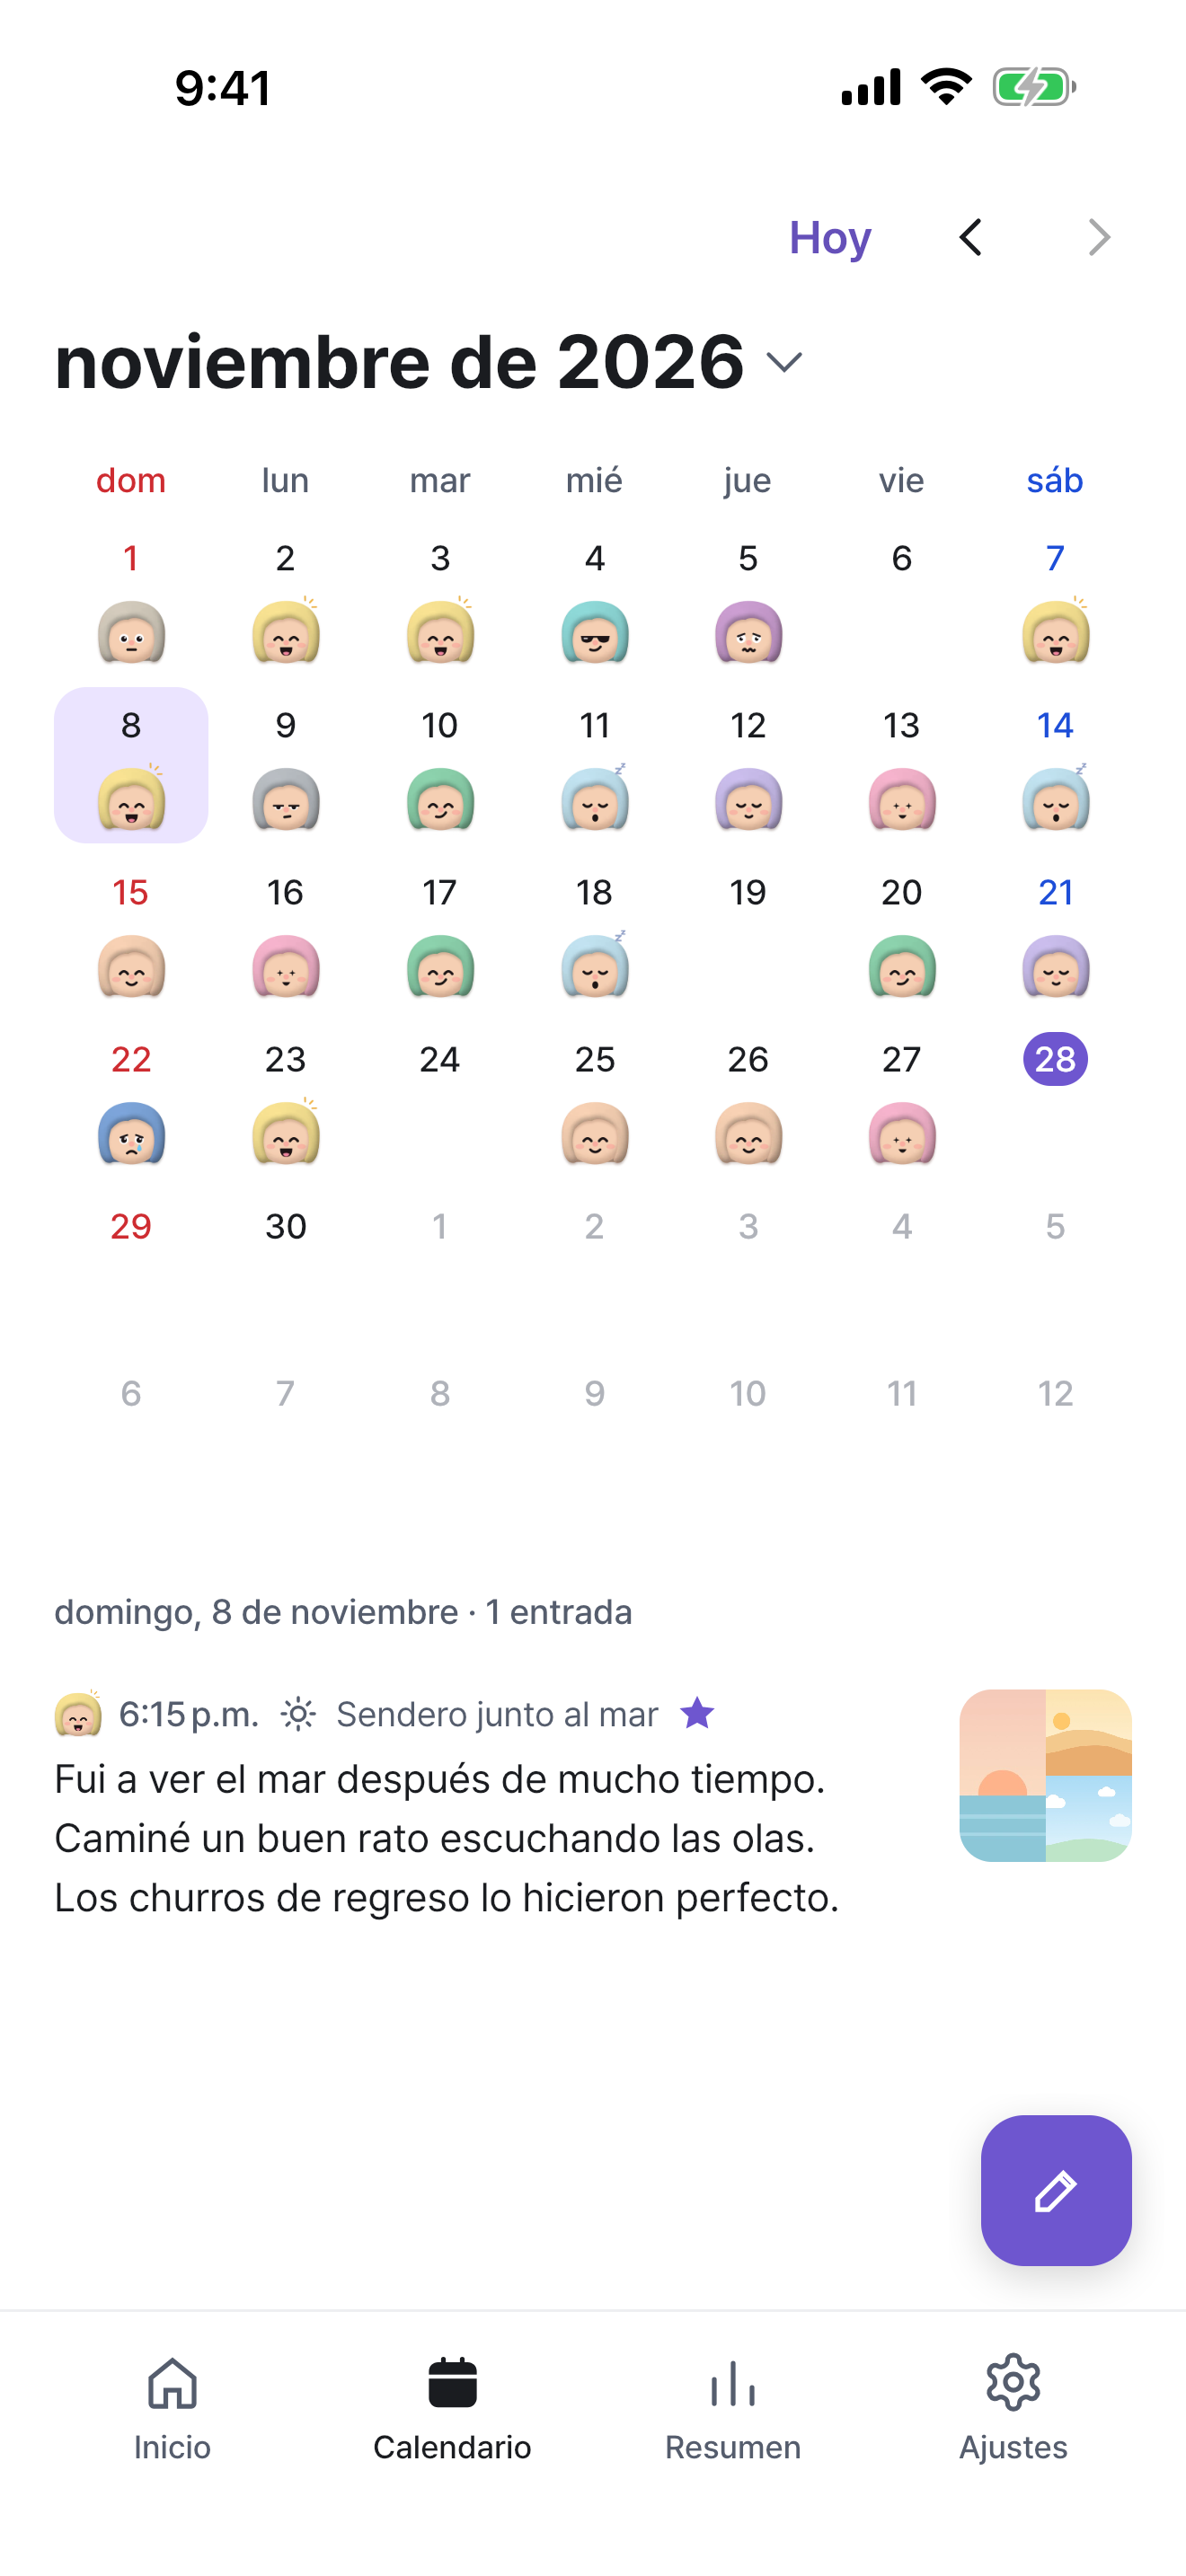 9:41
Hoy
noviembre de 2026
dom lun mar mié jue vie sáb
1 2 3 4 5 6 7
8 9 10 11 12 13 14
15 16 17 18 19 20 21
22 23 24 25 26 27 28
29 30 1 2 3 4 5
6 7 8 9 10 11 12
domingo, 8 de noviembre · 1 entrada
6:15 p.m. Sendero junto al mar
Fui a ver el mar después de mucho tiempo.
Caminé un buen rato escuchando las olas.
Los churros de regreso lo hicieron perfecto.
Inicio Calendario Resumen Ajustes